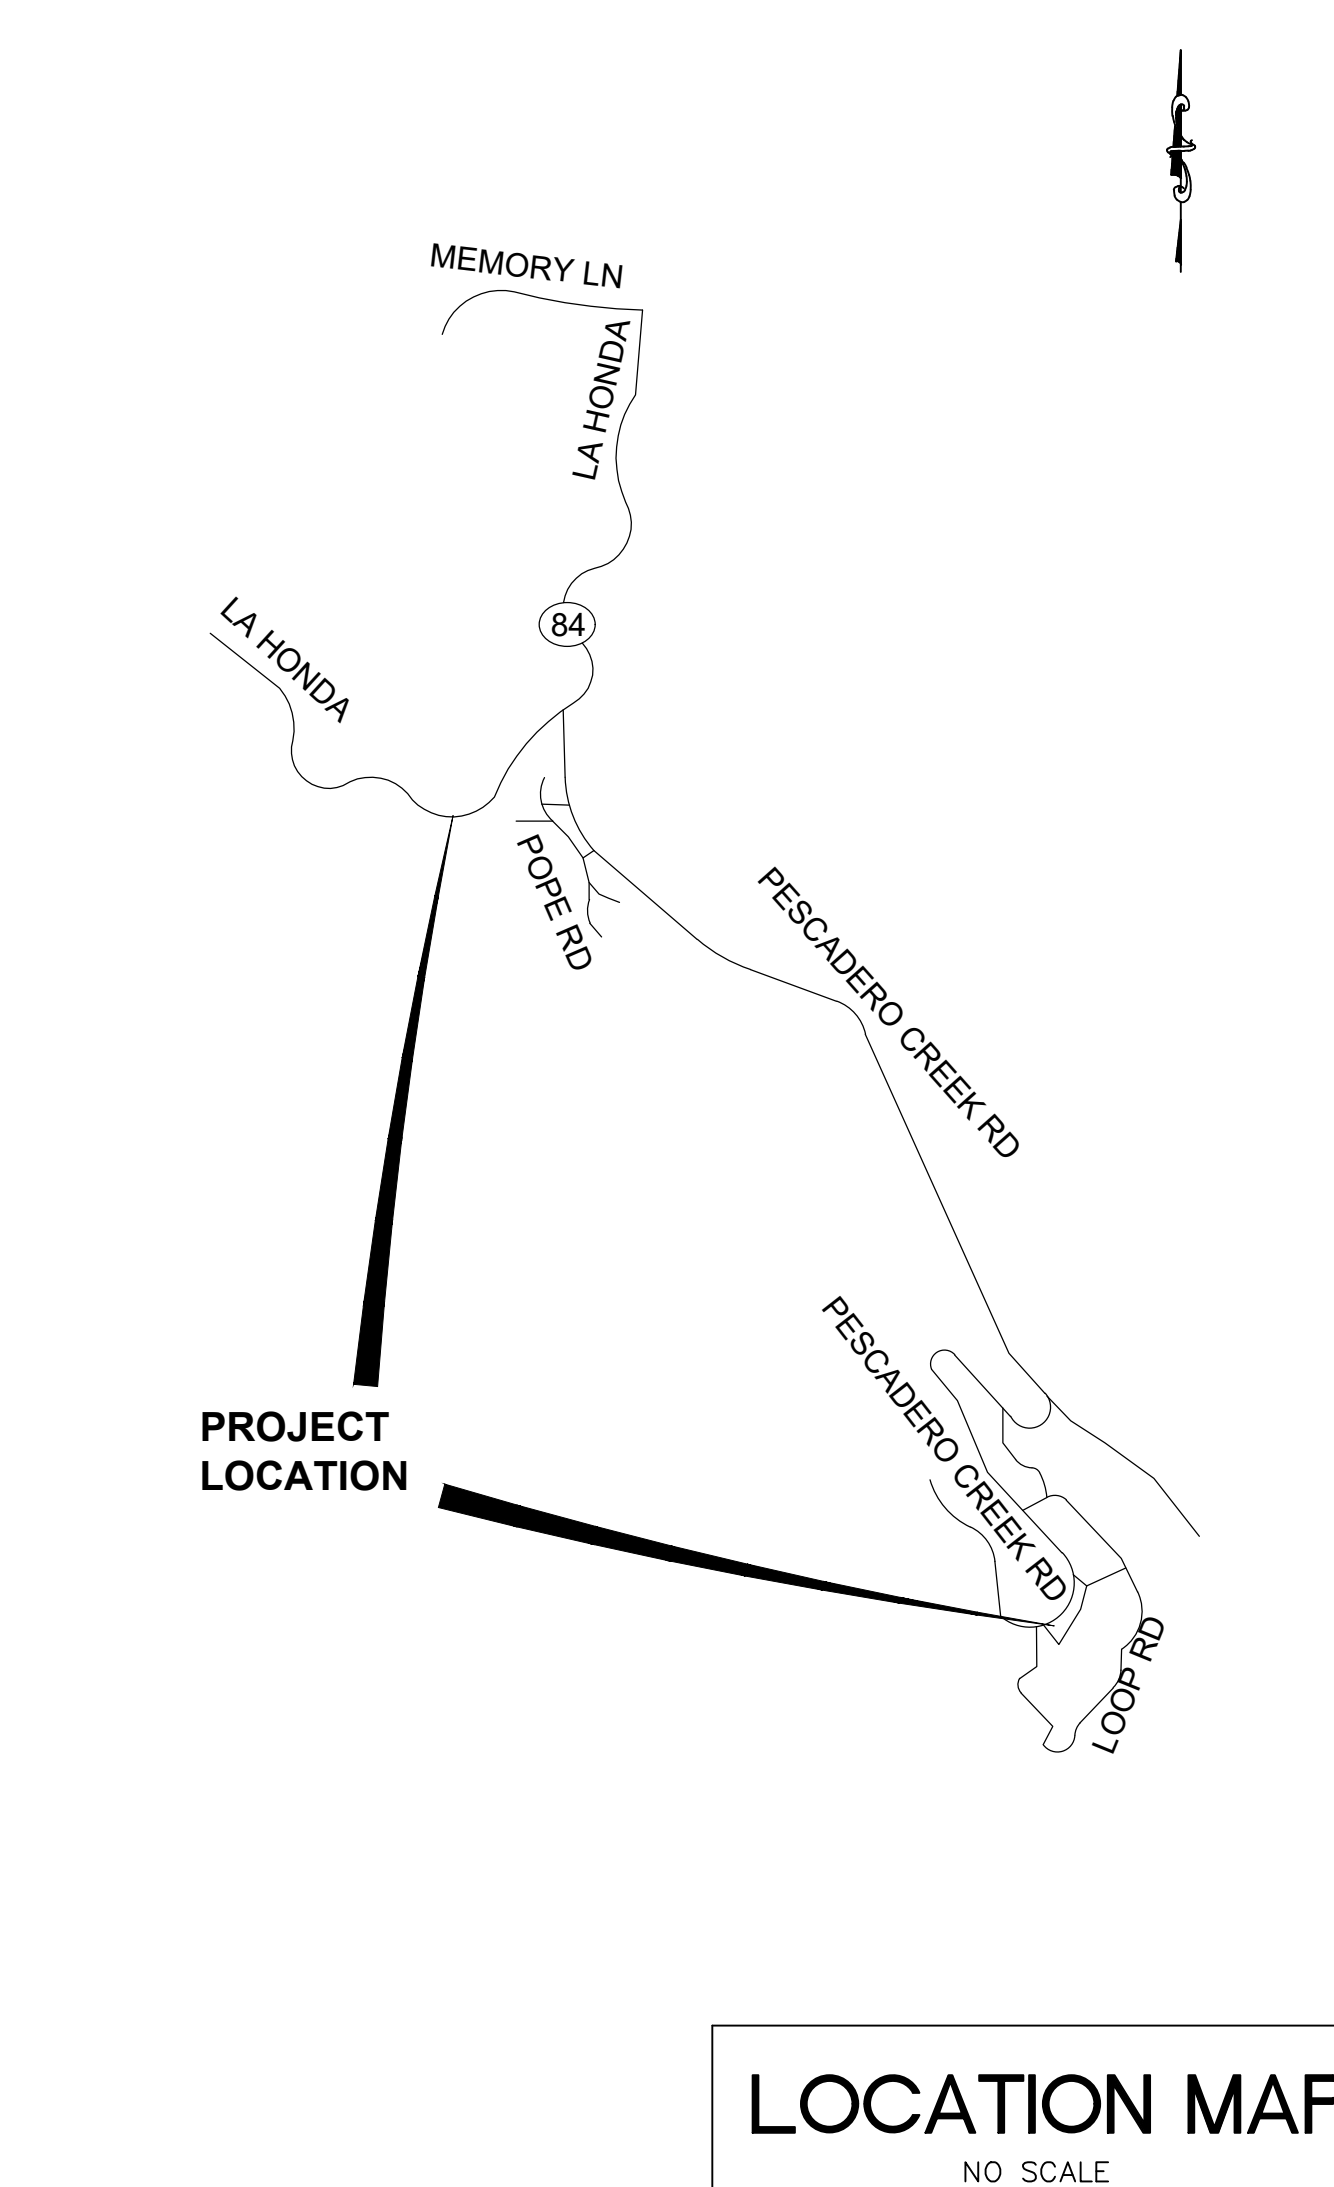 MEMORY LN
LA HONDA
84
LA HONDA
POPE RD
PESCADERO CREEK RD
PESCADERO CREEK RD
PROJECT
LOCATION
LOOP RD
LOCATION MAP
NO SCALE